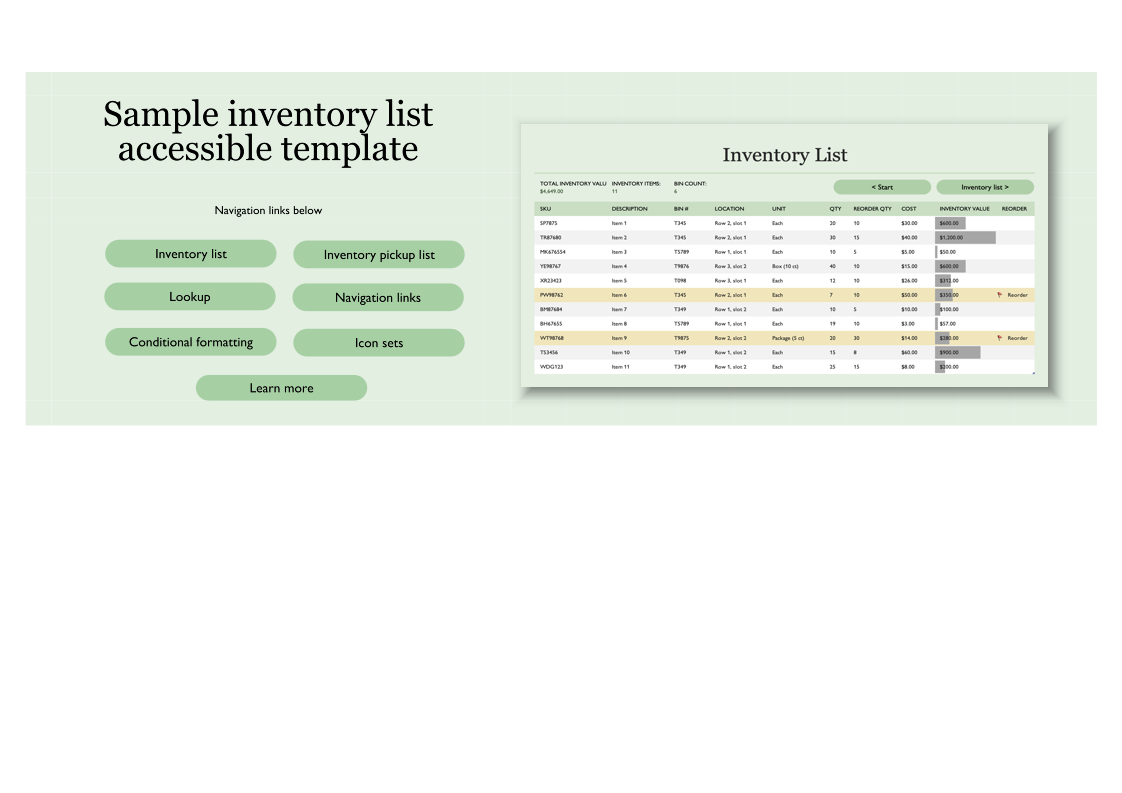 Sample inventory list
accessible template
Navigation links below
Inventory list
Inventory pickup list
Lookup
Navigation links
Conditional formatting
Icon sets
Learn more
Inventory List
TOTAL INVENTORY VALU INVENTORY ITEMS: BIN COUNT:
$4,649.00 11 6
< Start
Inventory list >
SKU DESCRIPTION BIN # LOCATION UNIT QTY REORDER QTY COST INVENTORY VALUE REORDER
SP7875 Item 1 T345 Row 2, slot 1 Each 20 10 $30.00 $600.00
TR87680 Item 2 T345 Row 2, slot 1 Each 30 15 $40.00 $1,200.00
MK676554 Item 3 T5789 Row 1, slot 1 Each 10 5 $5.00 $50.00
YE98767 Item 4 T9876 Row 3, slot 2 Box (10 ct) 40 10 $15.00 $600.00
XR23423 Item 5 T098 Row 3, slot 1 Each 12 10 $26.00 $312.00
PW98762 Item 6 T345 Row 2, slot 1 Each 7 10 $50.00 $350.00 Reorder
BM87684 Item 7 T349 Row 1, slot 2 Each 10 5 $10.00 $100.00
BH67655 Item 8 T5789 Row 1, slot 1 Each 19 10 $3.00 $57.00
WT98768 Item 9 T9875 Row 2, slot 2 Package (5 ct) 20 30 $14.00 $280.00 Reorder
TS3456 Item 10 T349 Row 1, slot 2 Each 15 8 $60.00 $900.00
WDG123 Item 11 T349 Row 1, slot 2 Each 25 15 $8.00 $200.00